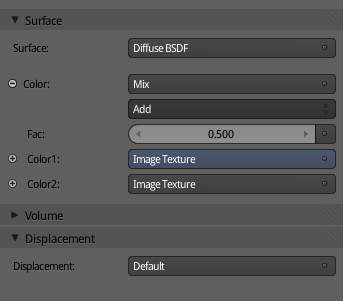 Surface
Surface: Diffuse BSDF
Color: Mix
Add
Fac: 0.500
Color1: Image Texture
Color2: Image Texture
Volume
Displacement
Displacement: Default